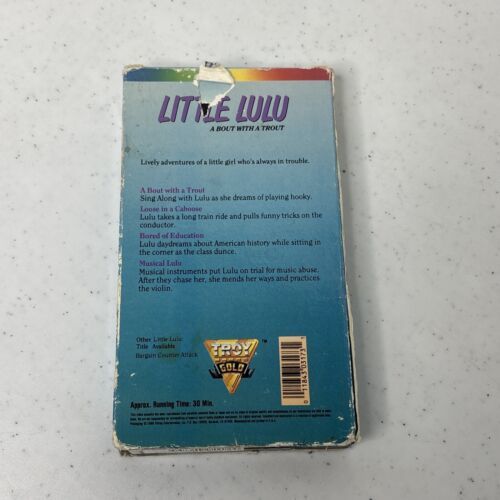 LITTLE LULU
A BOUT WITH A TROUT
Lively adventures of a little girl who's always in trouble.
A Bout with a Trout
Sing Along with Lulu as she dreams of playing hooky.
Loose in a Caboose
Lulu takes a long train ride and pulls funny tricks on the
conductor.
Bored of Education
Lulu daydreams about American history while sitting in
the corner as the class dunce.
Musical Lulu
Musical instruments put Lulu on trial for music abuse.
After they chase her, she mends her ways and practices
the violin.
Other Little Lulu
Title Available
Bargain Counter Attack
TROY
GOLD
TM
Approx. Running Time: 30 Min.